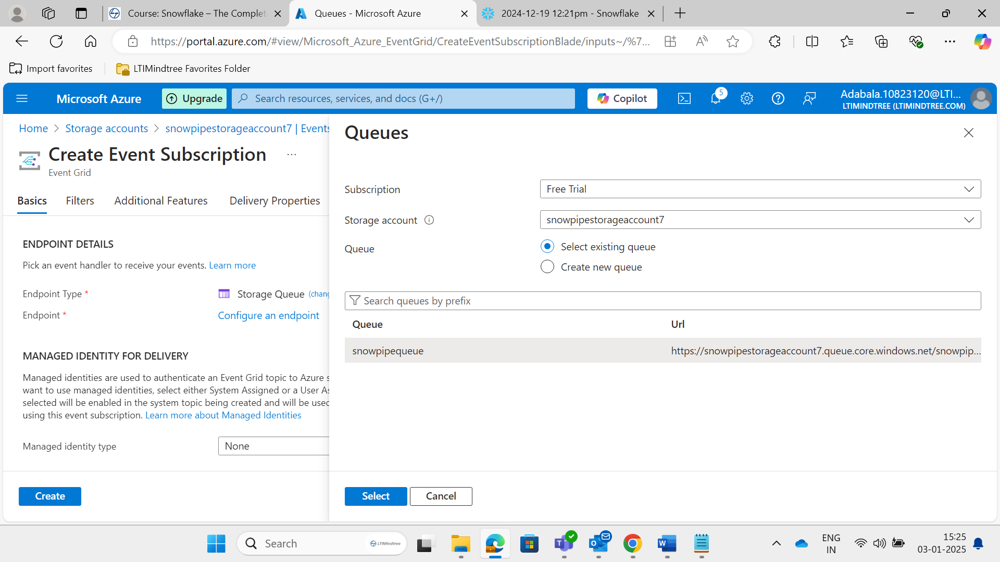 Course: Snowflake – The Complet
Queues - Microsoft Azure
2024-12-19 12:21pm - Snowflake
https://portal.azure.com/#view/Microsoft_Azure_EventGrid/CreateEventSubscriptionBlade/inputs~/%7...
Import favorites
LTIMindtree Favorites Folder
Microsoft Azure
Upgrade
Search resources, services, and docs (G+/)
Copilot
5
Adabala.10823120@LTI...
LTIMINDTREE (LTIMINDTREE.COM)
Home > Storage accounts > snowpipestorageaccount7 | Events
Create Event Subscription ...
Event Grid
Basics
Filters
Additional Features
Delivery Properties
ENDPOINT DETAILS
Pick an event handler to receive your events. Learn more
Endpoint Type *
Storage Queue (chang
Endpoint *
Configure an endpoint
MANAGED IDENTITY FOR DELIVERY
Managed identities are used to authenticate an Event Grid topic to Azure s
want to use managed identities, select either System Assigned or a User As
selected will be enabled in the system topic being created and will be used
using this event subscription. Learn more about Managed Identities
Managed identity type
None
Create
Queues
Subscription
Free Trial
Storage account
snowpipestorageaccount7
Queue
Select existing queue
Create new queue
Search queues by prefix
Queue
Url
snowpipequeue
https://snowpipestorageaccount7.queue.core.windows.net/snowpip...
Select
Cancel
Search
LTIMindtree
ENG
IN
15:25
03-01-2025